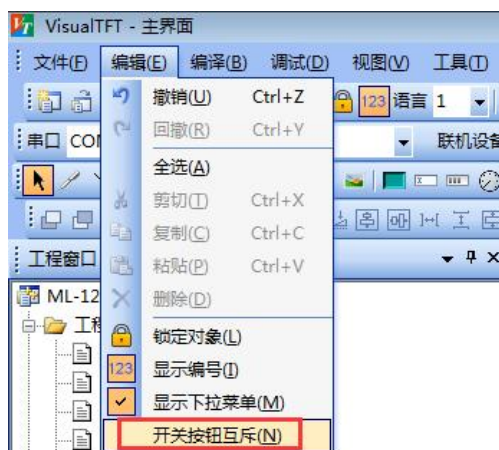 VisualTFT - 主界面
文件(F) 编辑(E) 编译(B) 调试(D) 视图(V) 工具(T)
撤销(U) Ctrl+Z
123 语言 1
回撤(R) Ctrl+Y
串口 CO 联机设备
全选(A)
剪切(T) Ctrl+X
复制(C) Ctrl+C
工程窗口
粘贴(P) Ctrl+V
ML-12
删除(D)
工程
锁定对象(L)
123 显示编号(I)
显示下拉菜单(M)
开关按钮互斥(N)